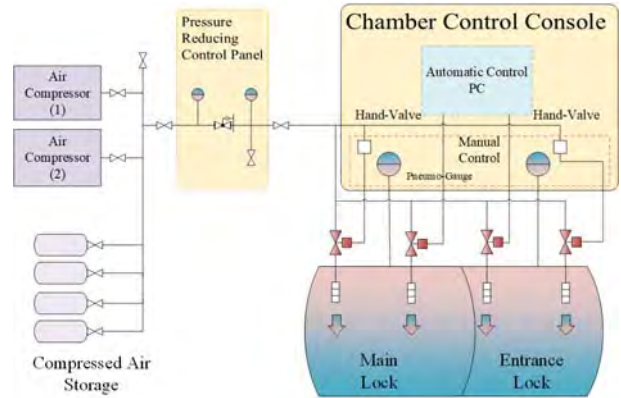 Pressure
Reducing
Control Panel
Chamber Control Console
Air
Compressor
(1)
Automatic Control
PC
Hand-Valve
Hand-Valve
Air
Compressor
(2)
Manual
Control
Pneumo-Gauge
Compressed Air
Storage
Main
Lock
Entrance
Lock